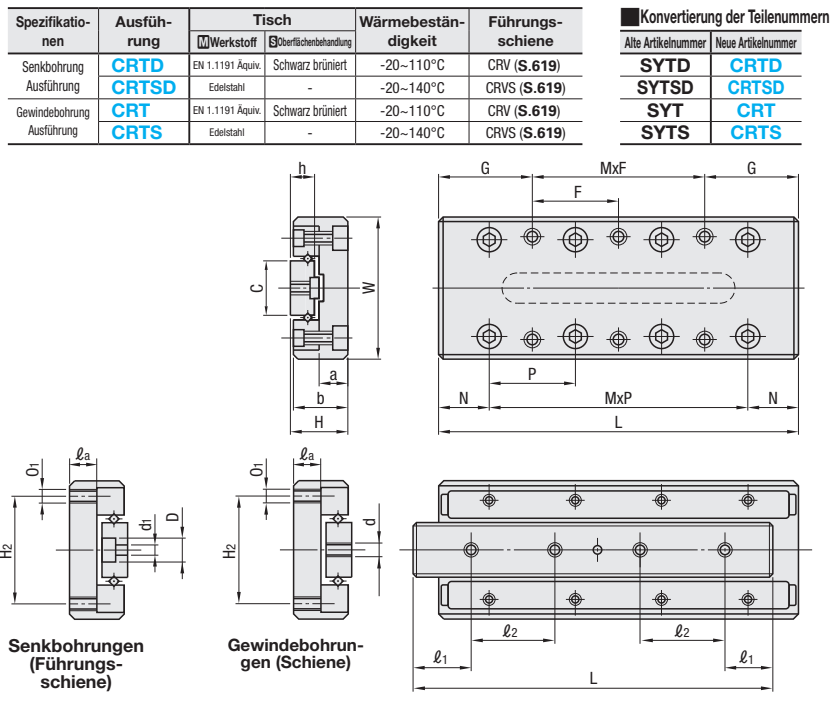 Spezifikatio-
nen
Ausfüh-
rung
Tisch
MWerkstoff
SOberflächenbehandlung
Wärmebestän-
digkeit
Führungs-
schiene
Senkbohrung
Ausführung
CRTD
EN 1.1191 Äquiv.
Schwarz brüniert
-20~110°C
CRV (S.619)
CRTSD
Edelstahl
-
-20~140°C
CRVS (S.619)
Gewindebohrung
Ausführung
CRT
EN 1.1191 Äquiv.
Schwarz brüniert
-20~110°C
CRV (S.619)
CRTS
Edelstahl
-
-20~140°C
CRVS (S.619)
■Konvertierung der Teilenummern
Alte Artikelnummer
Neue Artikelnummer
SYTD
CRTD
SYTSD
CRTSD
SYT
CRT
SYTS
CRTS
h
C
W
a
b
H
G
MxF
G
F
P
N
MxP
N
L
ℓa
O1
H2
d1
D
Senkbohrungen
(Führungs-
schiene)
ℓa
O1
H2
d
Gewindebohrun-
gen (Schiene)
ℓ2
ℓ2
ℓ1
ℓ1
L